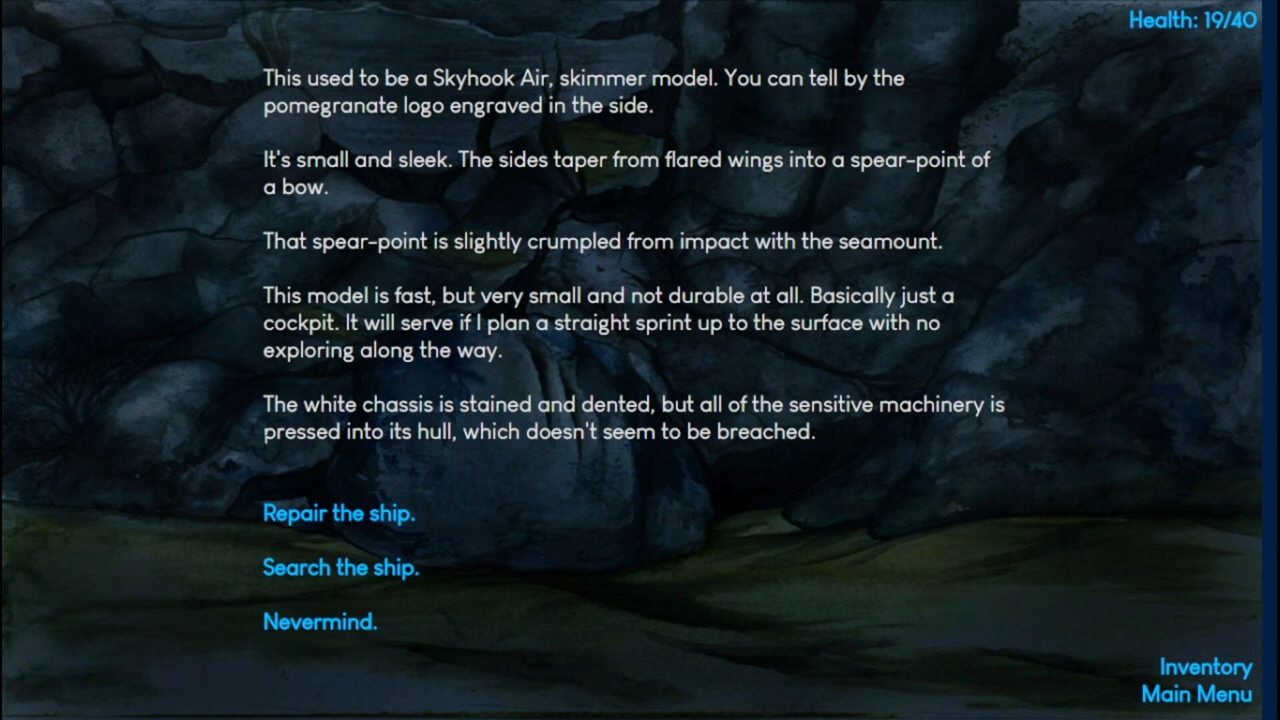 Health: 19/40
This used to be a Skyhook Air, skimmer model. You can tell by the
pomegranate logo engraved in the side.
It's small and sleek. The sides taper from flared wings into a spear-point of
a bow.
That spear-point is slightly crumpled from impact with the seamount.
This model is fast, but very small and not durable at all. Basically just a
cockpit. It will serve if I plan a straight sprint up to the surface with no
exploring along the way.
The white chassis is stained and dented, but all of the sensitive machinery is
pressed into its hull, which doesn't seem to be breached.
Repair the ship.
Search the ship.
Nevermind.
Inventory
Main Menu